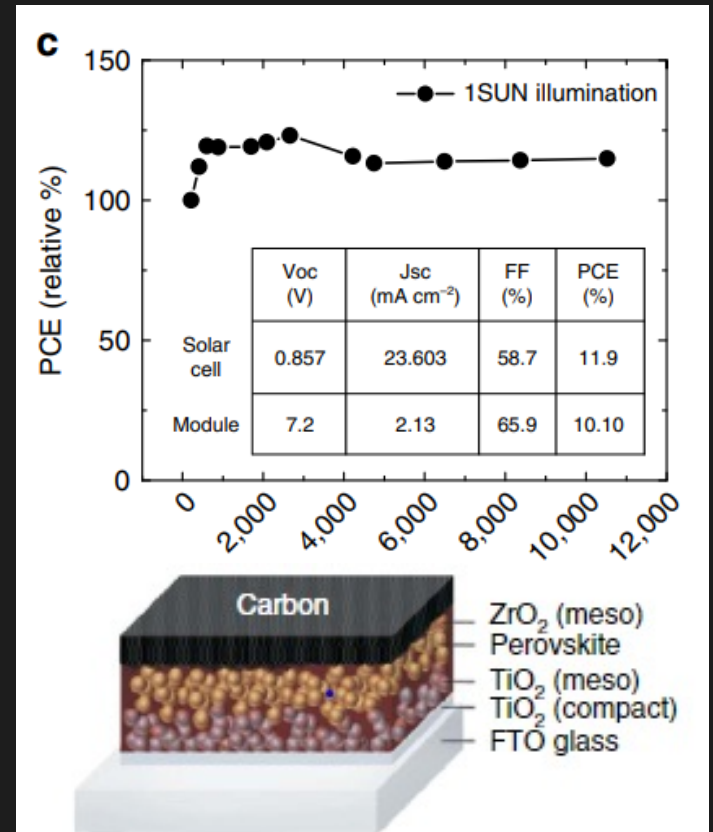 c
150
100
50
0
PCE (relative %)
1SUN illumination
Voc (V) Jsc (mA cm⁻²) FF (%) PCE (%)
Solar cell 0.857 23.603 58.7 11.9
Module 7.2 2.13 65.9 10.10
0 2,000 4,000 6,000 8,000 10,000 12,000
Carbon
ZrO₂ (meso)
Perovskite
TiO₂ (meso)
TiO₂ (compact)
FTO glass